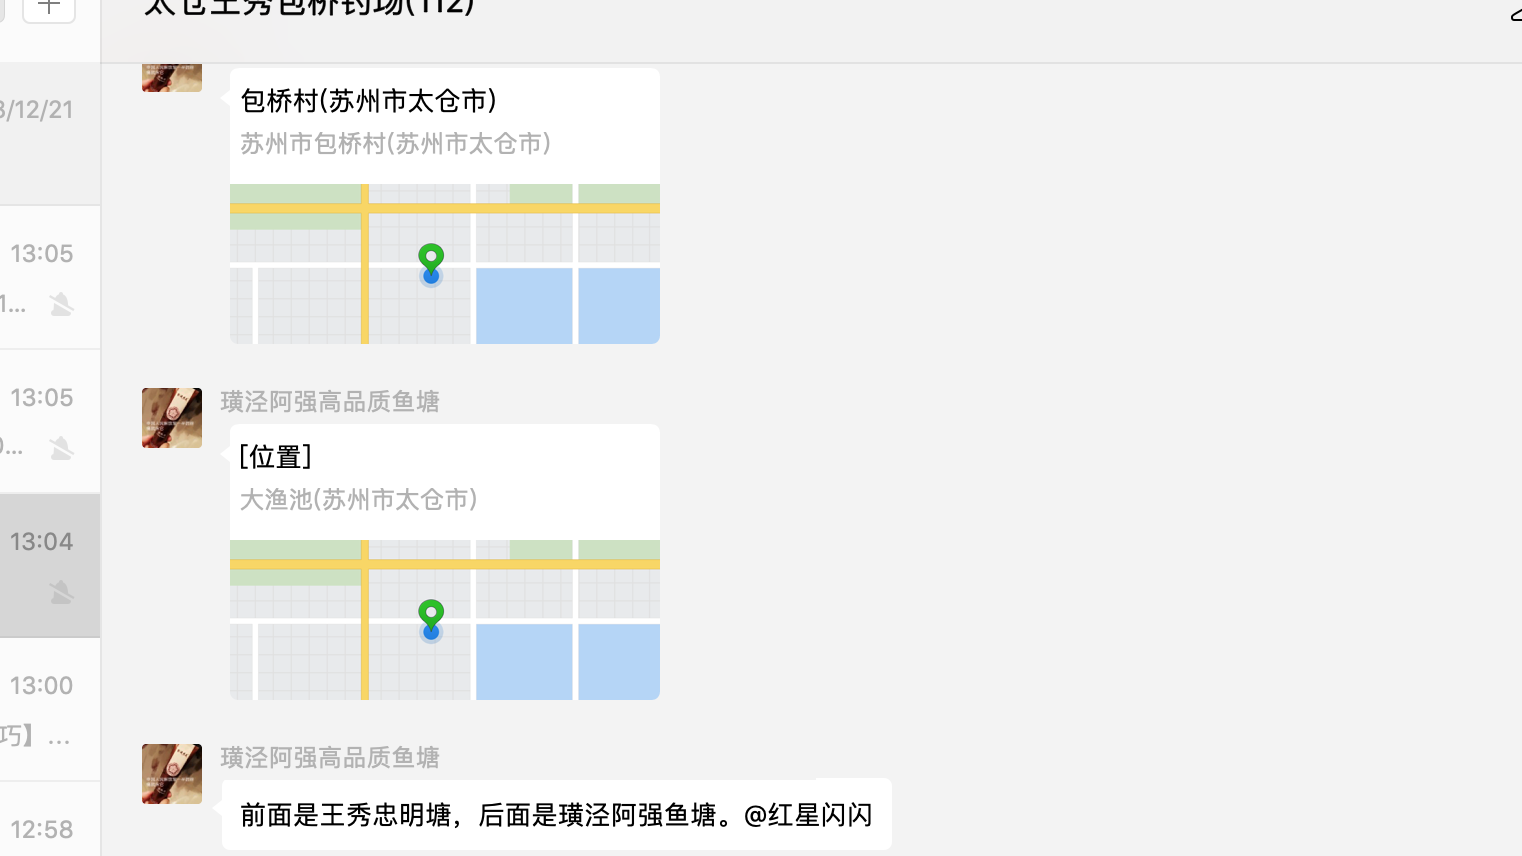 太仓王秀包桥钓场(112)
3/12/21
13:05
1...
13:05
0...
13:04
13:00
巧】...
12:58
包桥村(苏州市太仓市)
苏州市包桥村(苏州市太仓市)
璜泾阿强高品质鱼塘
[位置]
大渔池(苏州市太仓市)
璜泾阿强高品质鱼塘
前面是王秀忠明塘，后面是璜泾阿强鱼塘。@红星闪闪